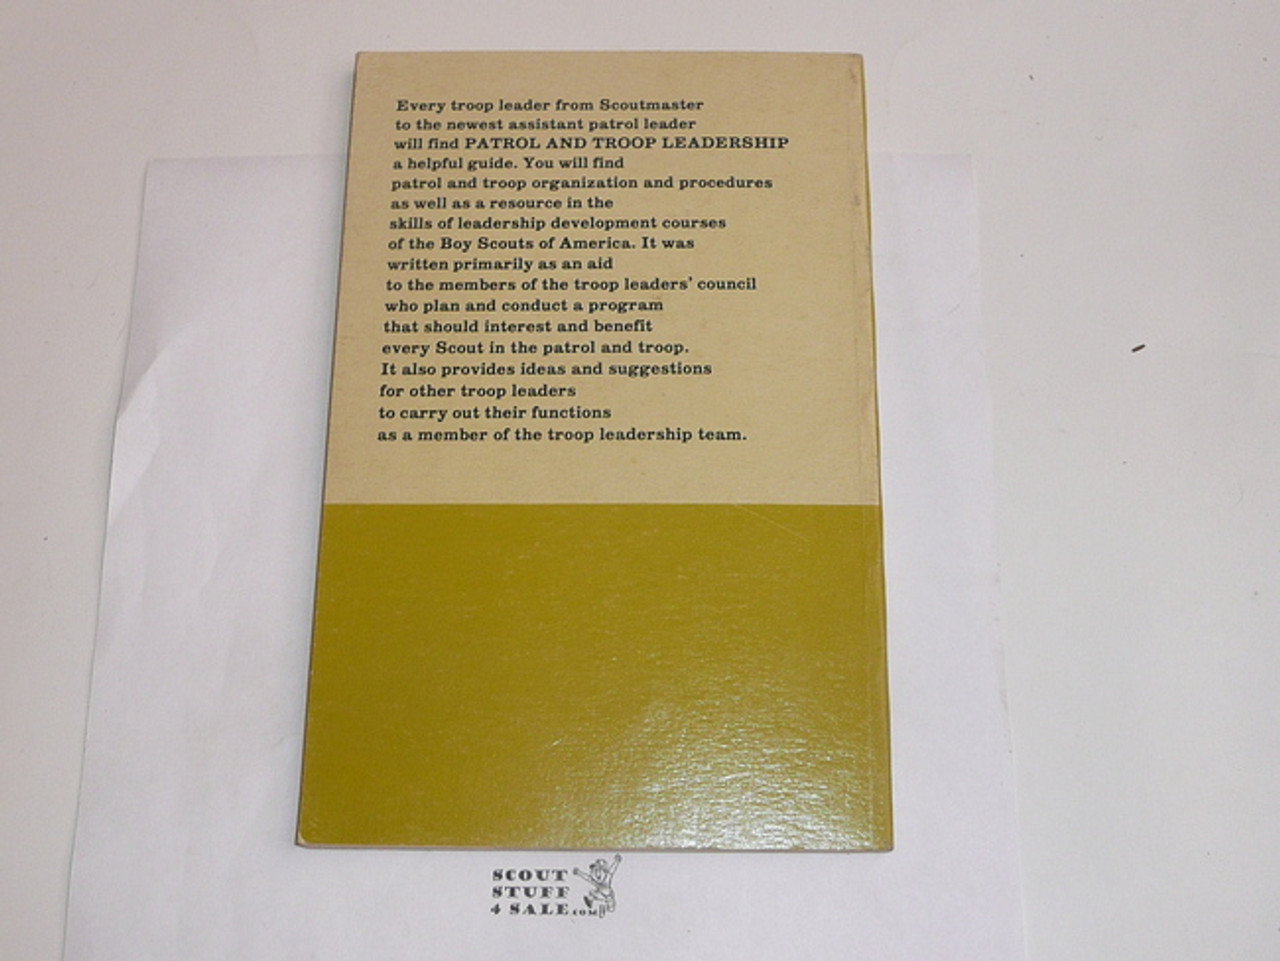 Every troop leader from Scoutmaster
to the newest assistant patrol leader
will find PATROL AND TROOP LEADERSHIP
a helpful guide. You will find
patrol and troop organization and procedures
as well as a resource in the
skills of leadership development courses
of the Boy Scouts of America. It was
written primarily as an aid
to the members of the troop leaders' council
who plan and conduct a program
that should interest and benefit
every Scout in the patrol and troop.
It also provides ideas and suggestions
for other troop leaders
to carry out their functions
as a member of the troop leadership team.
SCOUT
STUFF
4 SALE.COM